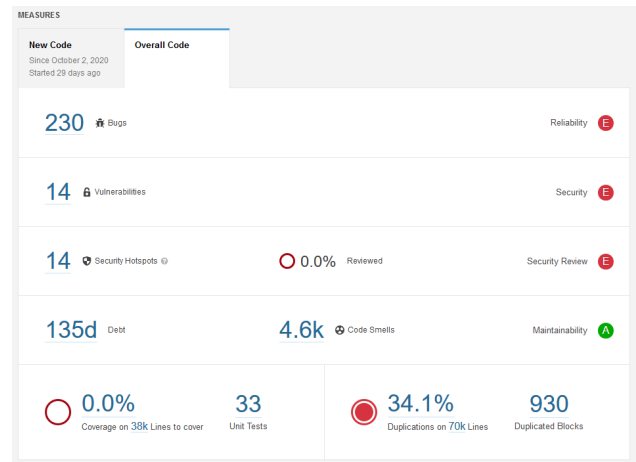 MEASURES
New Code
Since October 2, 2020
Started 29 days ago
Overall Code
230 Bugs
Reliability E
14 Vulnerabilities
Security E
14 Security Hotspots ?
0.0% Reviewed
Security Review E
135d Debt
4.6k Code Smells
Maintainability A
0.0%
Coverage on 38k Lines to cover
33
Unit Tests
34.1%
Duplications on 70k Lines
930
Duplicated Blocks